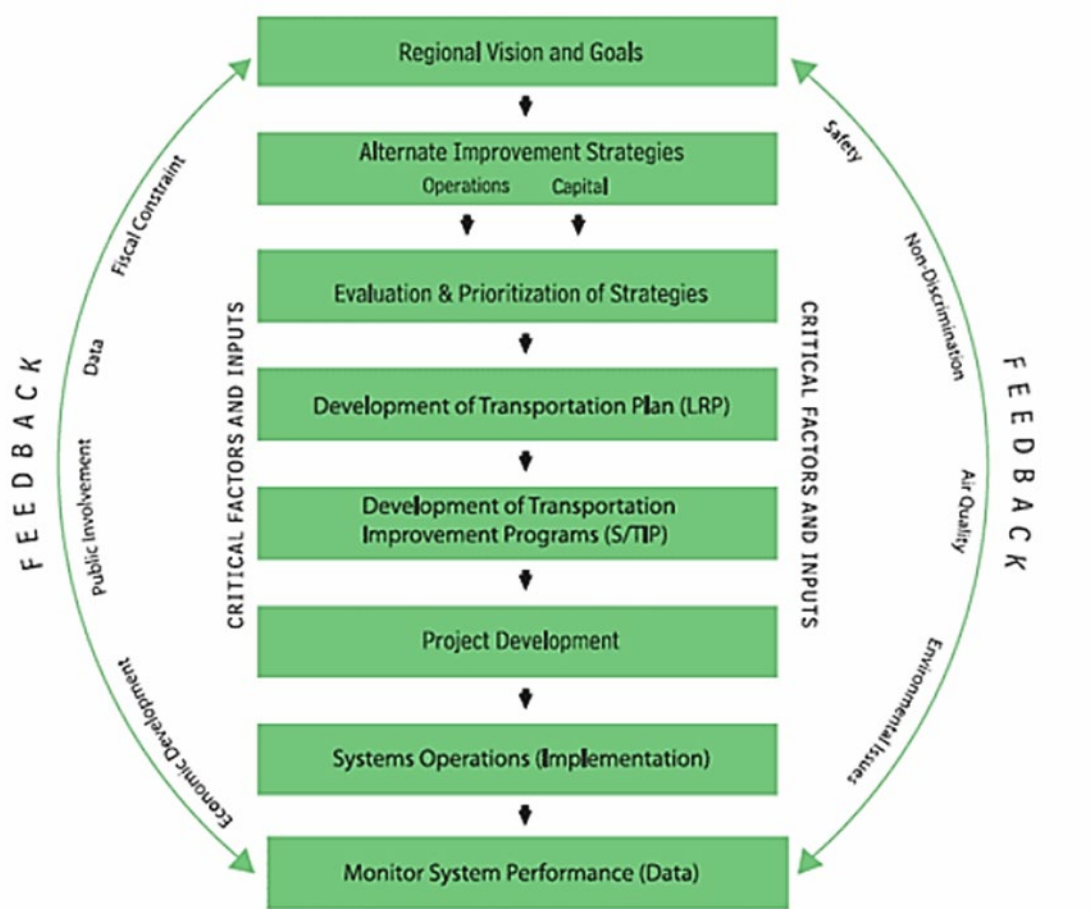 Regional Vision and Goals
Alternate Improvement Strategies
Operations Capital
Evaluation & Prioritization of Strategies
Development of Transportation Plan (LRP)
Development of Transportation
Improvement Programs (S/TIP)
Project Development
Systems Operations (Implementation)
Monitor System Performance (Data)
FEEDBACK
Fiscal Constraint
Data
Public Involvement
Economic Development
CRITICAL FACTORS AND INPUTS
CRITICAL FACTORS AND INPUTS
Safety
Non-Discrimination
Air Quality
Environmental Issues
FEEDBACK